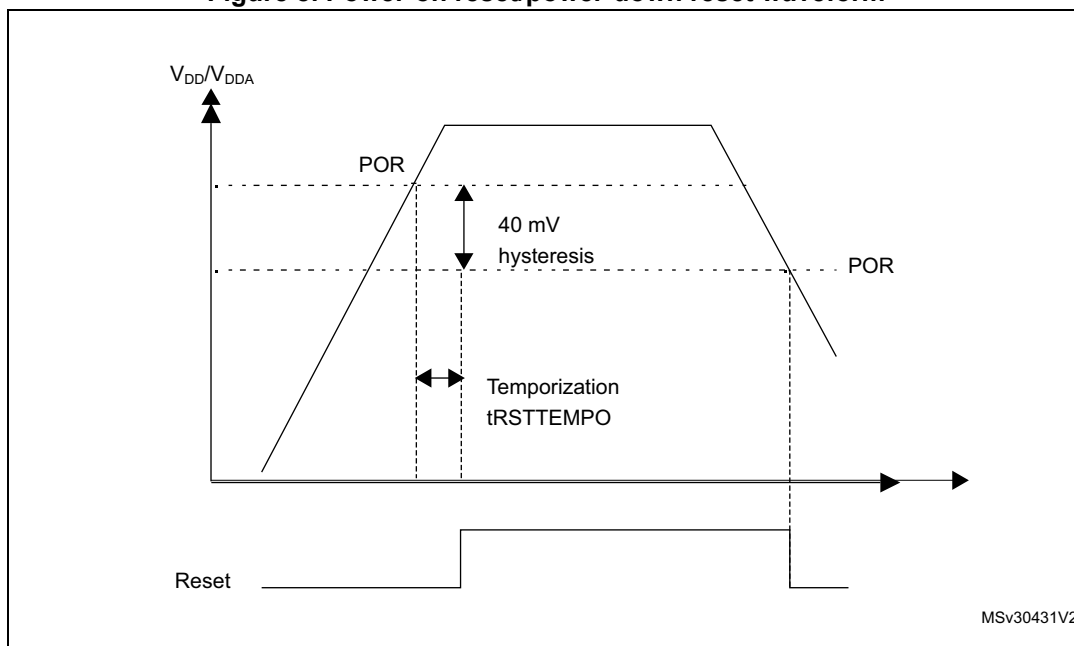 V_DD/V_DDA
POR
40 mV
hysteresis
POR
Temporization
tRSTTEMPO
Reset
MSv30431V2